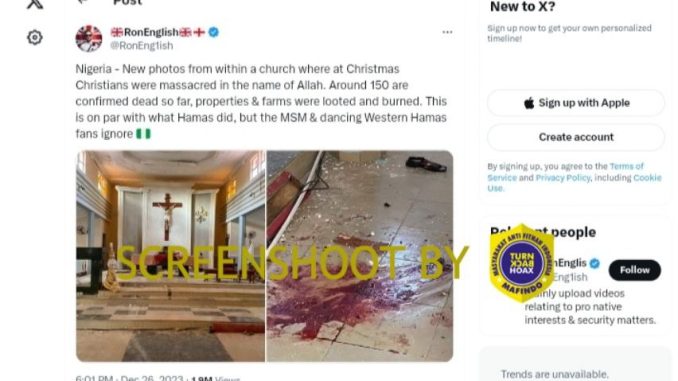 Post
RonEnglish
@RonEng1ish
Nigeria - New photos from within a church where at Christmas
Christians were massacred in the name of Allah. Around 150 are
confirmed dead so far, properties & farms were looted and burned. This
is on par with what Hamas did, but the MSM & dancing Western Hamas
fans ignore
SCREENSHOOT BY
MASYARAKAT ANTI FITNAH INDONESIA
TURN
BACK
HOAX
MAFINDO
6:01 PM · Dec 26, 2023 · 1.9M Views
New to X?
Sign up now to get your own personalized
timeline!
Sign up with Apple
Create account
By signing up, you agree to the Terms of
Service and Privacy Policy, including Cookie
Use.
people
nEnglis
ng1ish
Follow
inly upload videos
relating to pro native
interests & security matters.
Trends are unavailable.